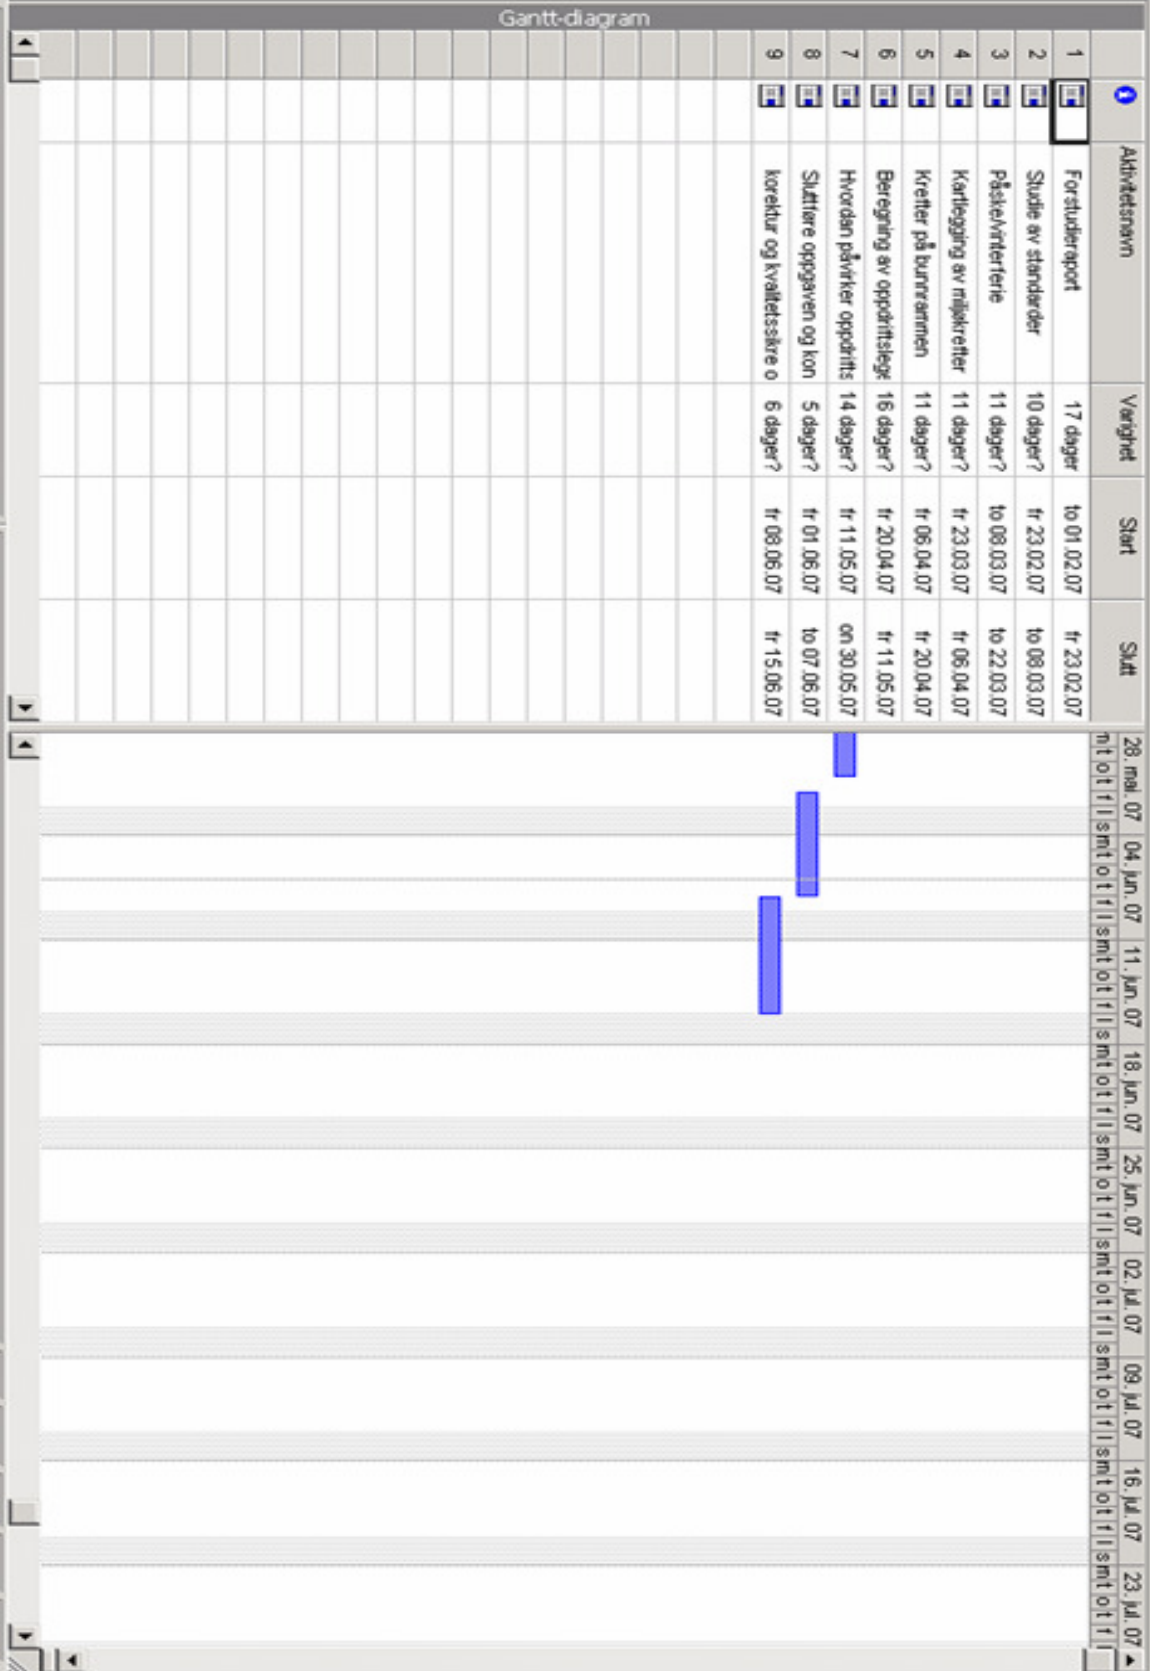 Gantt-diagram
Aktivitetsnavn Varighet Start Slutt
1 Forstudieraport 17 dager to 01.02.07 fr 23.02.07
2 Studie av standarder 10 dager? fr 23.02.07 to 08.03.07
3 Påske/vinterferie 11 dager? to 08.03.07 to 22.03.07
4 Kartlegging av miljøkrefter 11 dager? fr 23.03.07 fr 06.04.07
5 Krefter på bunnrammen 11 dager? fr 06.04.07 fr 20.04.07
6 Beregning av oppdriftslege 16 dager? fr 20.04.07 fr 11.05.07
7 Hvordan påvirker oppdrifts 14 dager? fr 11.05.07 on 30.05.07
8 Sluttføre oppgaven og kon 5 dager? fr 01.06.07 to 07.06.07
9 korektur og kvalitetssikre o 6 dager? fr 08.06.07 fr 15.06.07
28. mai. 07 04. jun. 07 11. jun. 07 18. jun. 07 25. jun. 07 02. jul. 07 09. jul. 07 16. jul. 07 23. jul. 07
m t o t f l s m t o t f l s m t o t f l s m t o t f l s m t o t f l s m t o t f l s m t o t f l s m t o t f l s m t o t f l